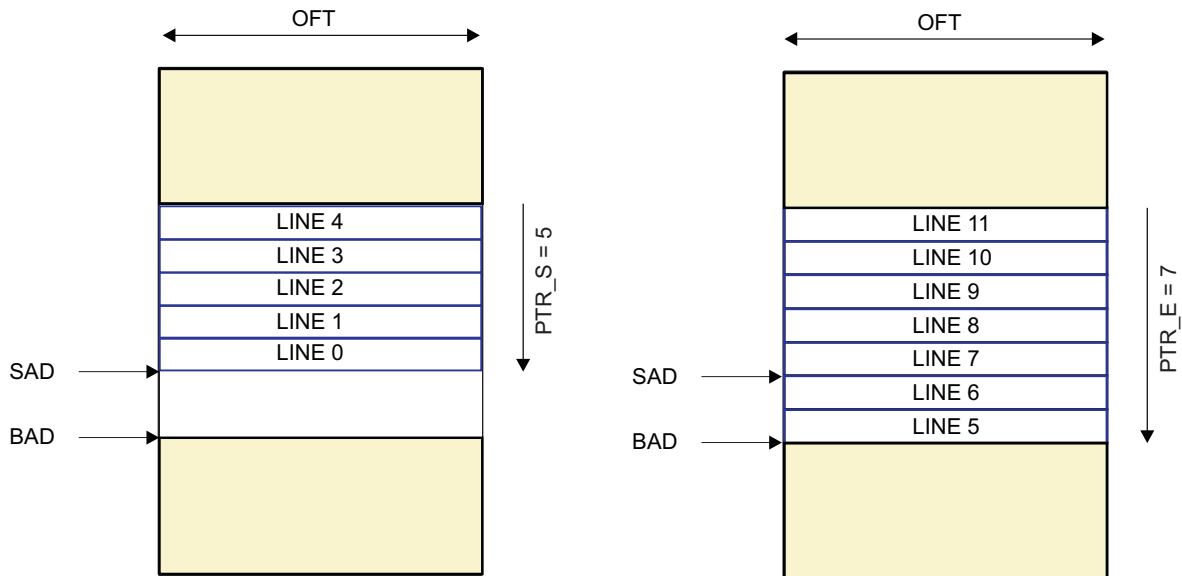 OFT
LINE 4
LINE 3
LINE 2
LINE 1
LINE 0
PTR_S = 5
SAD
BAD
OFT
LINE 11
LINE 10
LINE 9
LINE 8
LINE 7
LINE 6
LINE 5
PTR_E = 7
SAD
BAD